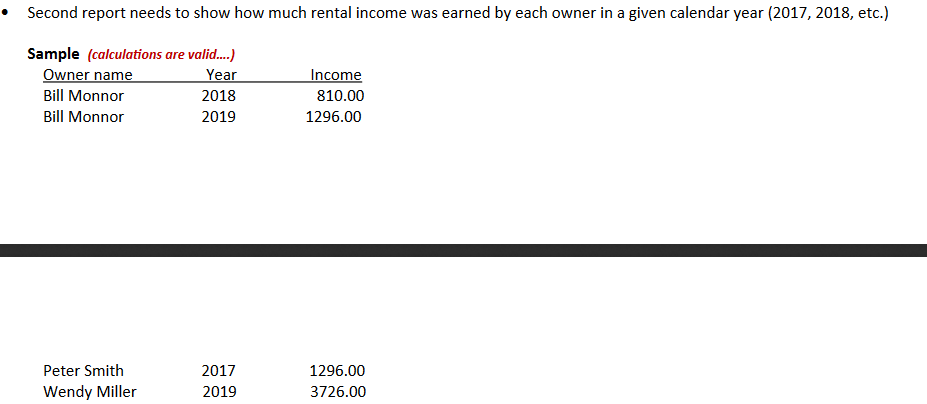 • Second report needs to show how much rental income was earned by each owner in a given calendar year (2017, 2018, etc.)
Sample (calculations are valid....)
Owner name Year Income
Bill Monnor 2018 810.00
Bill Monnor 2019 1296.00
Peter Smith 2017 1296.00
Wendy Miller 2019 3726.00